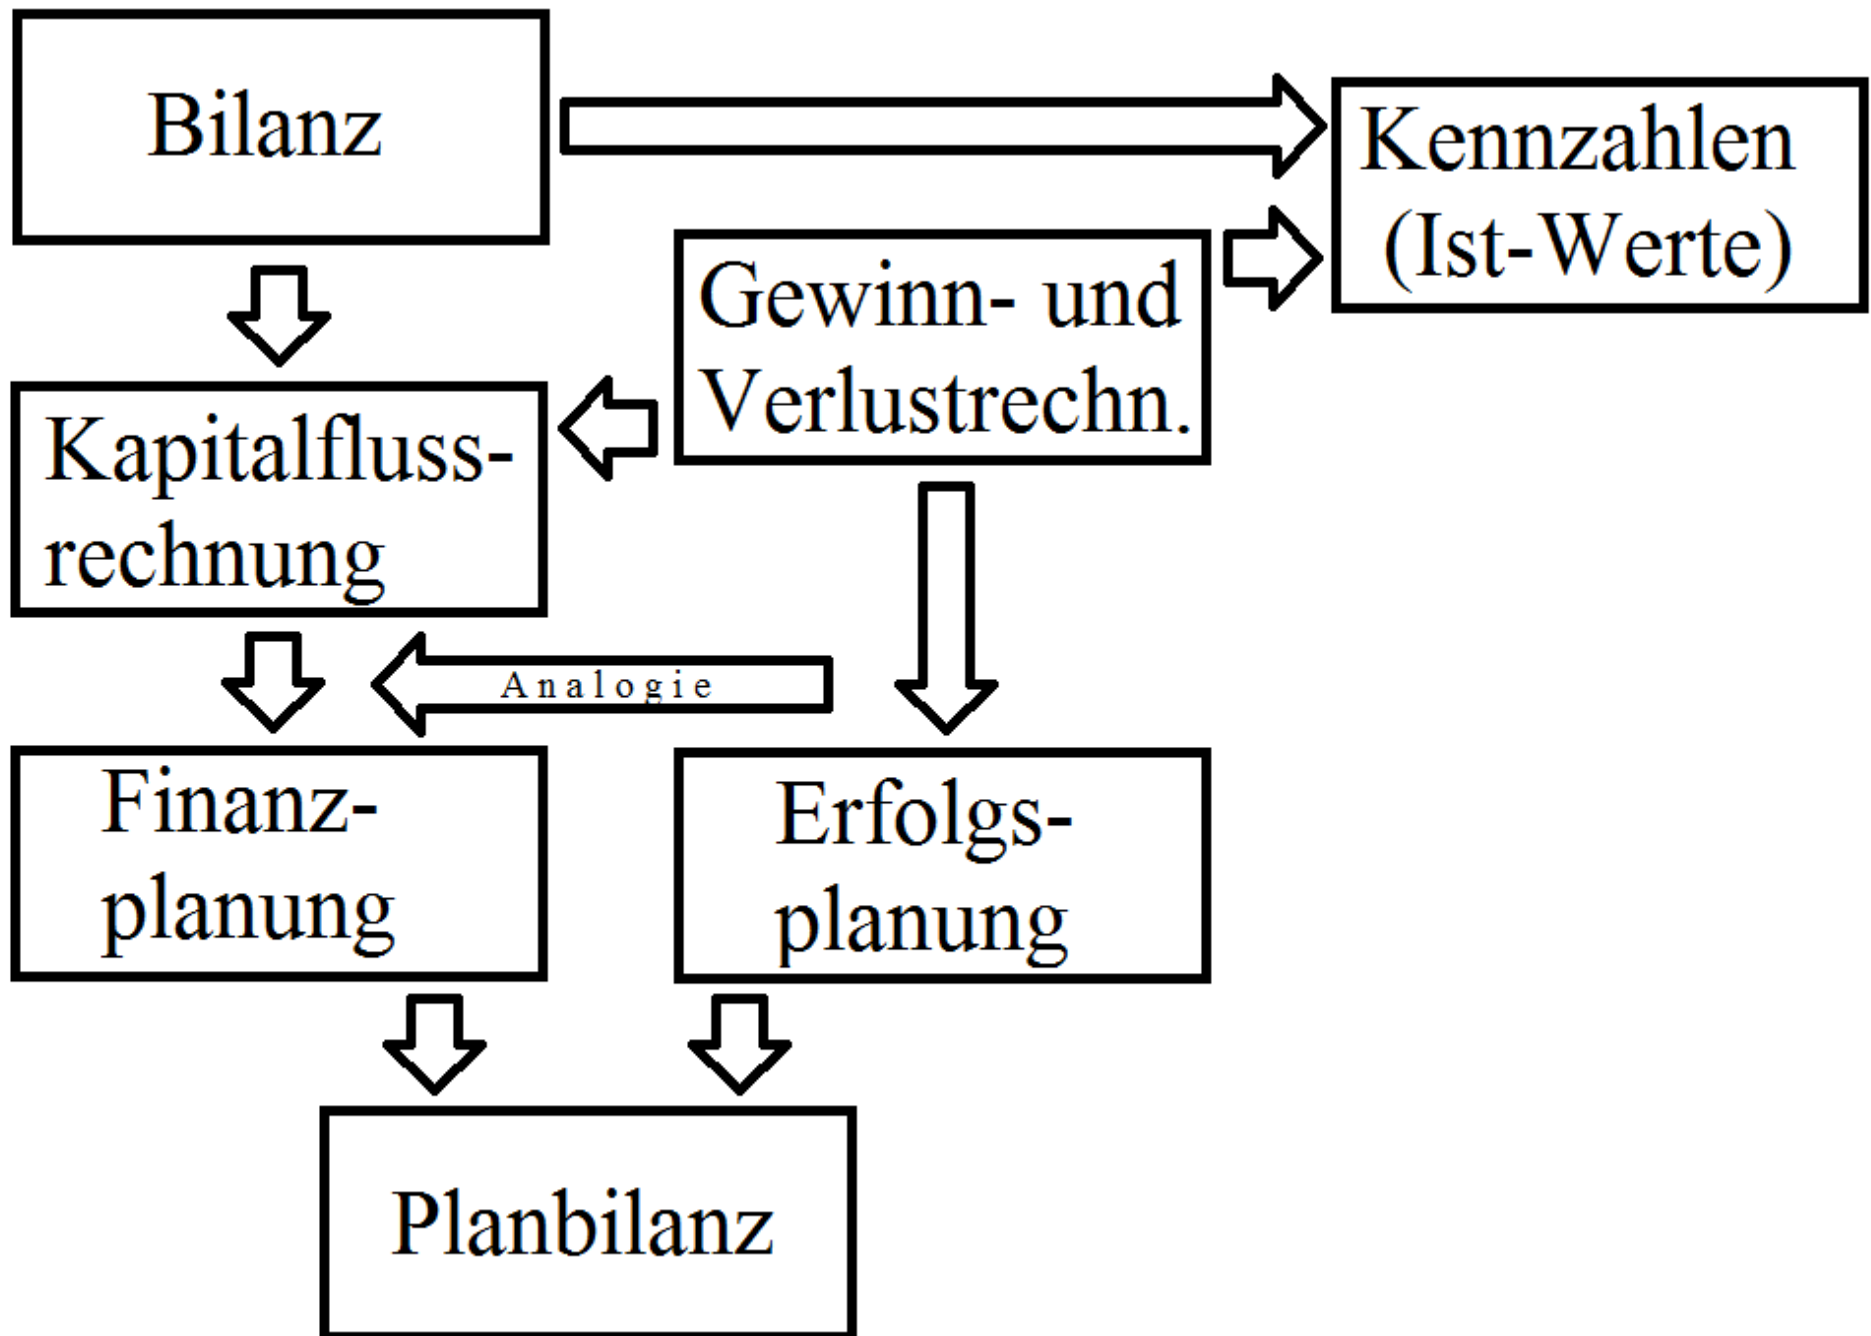 Bilanz
Kennzahlen
(Ist-Werte)
Gewinn- und
Verlustrechn.
Kapitalfluss-
rechnung
Analogie
Finanz-
planung
Erfolgs-
planung
Planbilanz